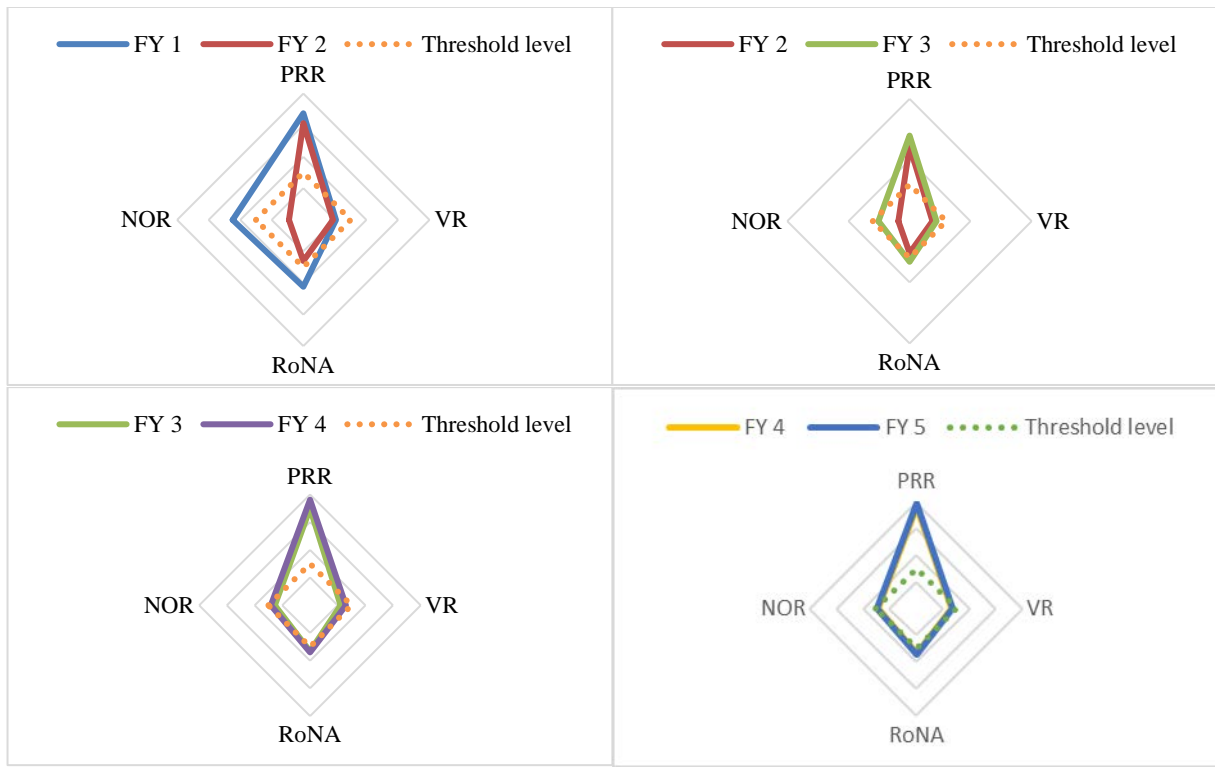 FY 1 FY 2 Threshold level
PRR
NOR VR
RoNA
FY 2 FY 3 Threshold level
PRR
NOR VR
RoNA
FY 3 FY 4 Threshold level
PRR
NOR VR
RoNA
FY 4 FY 5 Threshold level
PRR
NOR VR
RoNA